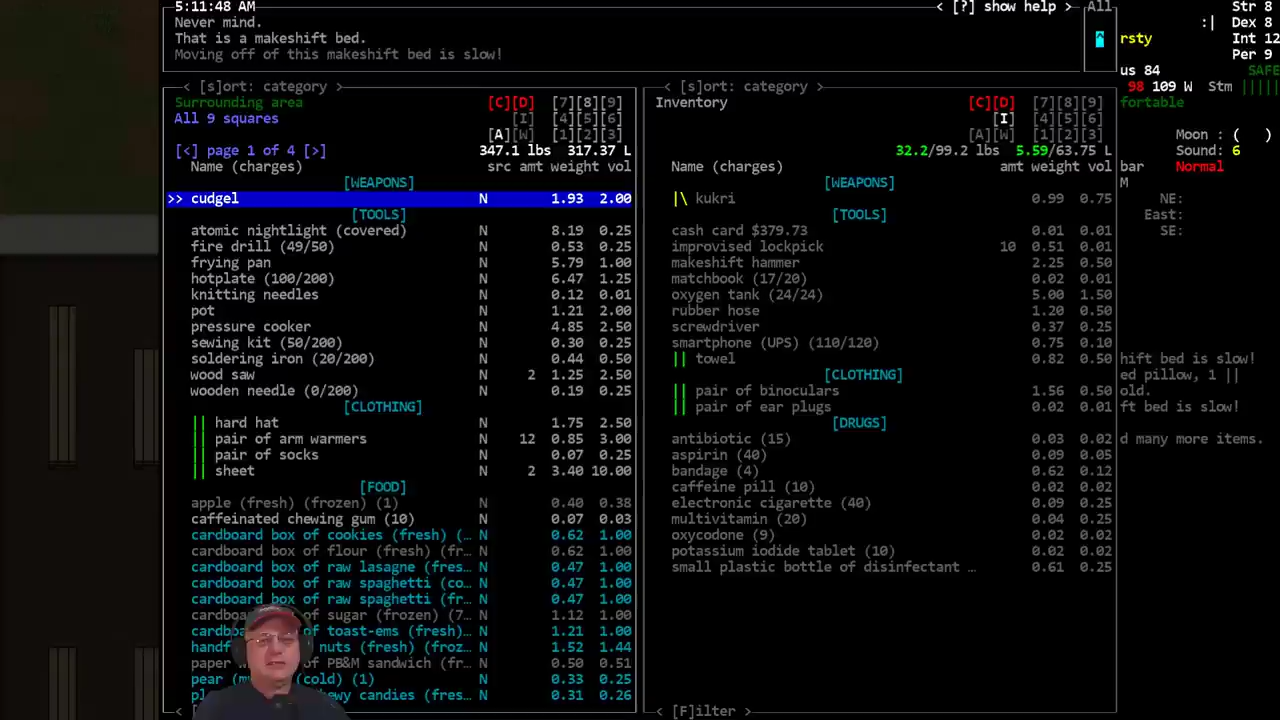 5:11:48 AM
< [?] show help >
All
Str 8
Never mind.
:|
Dex 8
That is a makeshift bed.
rsty
Int 12
Moving off of this makeshift bed is slow!
Per 9
us 84
SAFE
< [s]ort: category >
< [s]ort: category >
98 109 W Stm |||||
Surrounding area
[C][D] [7][8][9]
Inventory
[C][D] [7][8][9]
fortable
All 9 squares
[I] [4][5][6]
[I] [4][5][6]
[A][W] [1][2][3]
[A][W] [1][2][3]
Moon : ( )
[<] page 1 of 4 [>]
347.1 lbs 317.37 L
32.2/99.2 lbs 5.59/63.75 L
Sound: 6
Name (charges) src amt weight vol
Name (charges) amt weight vol
bar Normal
[WEAPONS]
[WEAPONS]
M
>> cudgel N 1.93 2.00
|\ kukri 0.99 0.75
NE:
[TOOLS]
[TOOLS]
East:
atomic nightlight (covered) N 8.19 0.25
cash card $379.73 0.01 0.01
SE:
fire drill (49/50) N 0.53 0.25
improvised lockpick 10 0.51 0.01
frying pan N 5.79 1.00
makeshift hammer 2.25 0.50
hotplate (100/200) N 6.47 1.25
matchbook (17/20) 0.02 0.01
knitting needles N 0.12 0.01
oxygen tank (24/24) 5.00 1.50
pot N 1.21 2.00
rubber hose 1.20 0.50
pressure cooker N 4.85 2.50
screwdriver 0.37 0.25
sewing kit (50/200) N 0.30 0.25
smartphone (UPS) (110/120) 0.75 0.10
soldering iron (20/200) N 0.44 0.50
|| towel 0.82 0.50
hift bed is slow!
wood saw N 2 1.25 2.50
[CLOTHING]
ed pillow, 1 ||
wooden needle (0/200) N 0.19 0.25
|| pair of binoculars 1.56 0.50
old.
[CLOTHING]
|| pair of ear plugs 0.02 0.01
ft bed is slow!
|| hard hat N 1.75 2.50
[DRUGS]
|| pair of arm warmers N 12 0.85 3.00
antibiotic (15) 0.03 0.02
d many more items.
|| pair of socks N 0.07 0.25
aspirin (40) 0.09 0.05
|| sheet N 2 3.40 10.00
bandage (4) 0.62 0.12
[FOOD]
caffeine pill (10) 0.02 0.02
apple (fresh) (frozen) (1) N 0.40 0.38
electronic cigarette (40) 0.09 0.25
caffeinated chewing gum (10) N 0.07 0.03
multivitamin (20) 0.04 0.25
cardboard box of cookies (fresh) (… N 0.62 1.00
oxycodone (9) 0.02 0.02
cardboard box of flour (fresh) (fr… N 0.62 1.00
potassium iodide tablet (10) 0.02 0.02
cardboard box of raw lasagne (fres… N 0.47 1.00
small plastic bottle of disinfectant … 0.61 0.25
cardboard box of raw spaghetti (co… N 0.47 1.00
cardboard box of raw spaghetti (fr… N 0.47 1.00
cardboard of sugar (frozen) (7… N 1.12 1.00
cardb of toast-ems (fresh)… N 1.21 1.00
handf nuts (fresh) (froz… N 1.52 1.44
paper of PB&M sandwich (fr… N 0.50 0.51
pear (cold) (1) N 0.33 0.25
ewy candies (fres… N 0.31 0.26
< [F]ilter >